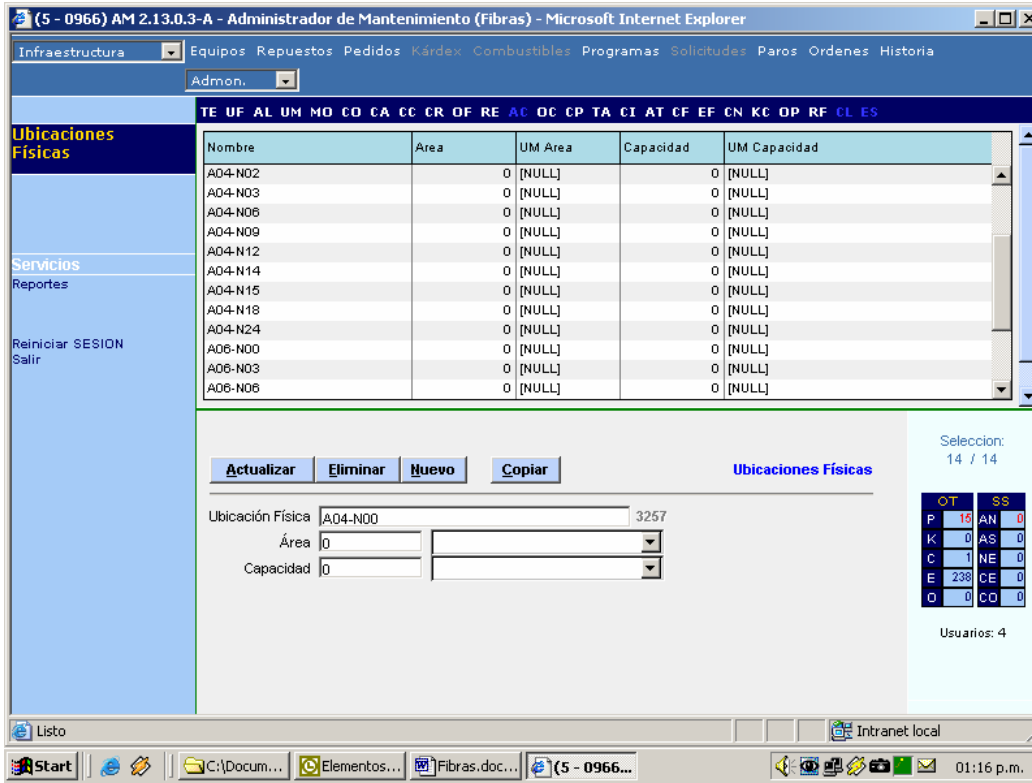 (5 - 0966) AM 2.13.0.3-A - Administrador de Mantenimiento (Fibras) - Microsoft Internet Explorer
Infraestructura Equipos Repuestos Pedidos Kárdex Combustibles Programas Solicitudes Paros Ordenes Historia
Admon.
TE UF AL UM MO CO CA CC CR OF RE AC OC CP TA CI AT CF EF CN KC OP RF CL ES
Ubicaciones
Físicas
Servicios
Reportes
Reiniciar SESION
Salir
Nombre Area UM Area Capacidad UM Capacidad
A04-N02 0 [NULL] 0 [NULL]
A04-N03 0 [NULL] 0 [NULL]
A04-N06 0 [NULL] 0 [NULL]
A04-N09 0 [NULL] 0 [NULL]
A04-N12 0 [NULL] 0 [NULL]
A04-N14 0 [NULL] 0 [NULL]
A04-N15 0 [NULL] 0 [NULL]
A04-N18 0 [NULL] 0 [NULL]
A04-N24 0 [NULL] 0 [NULL]
A06-N00 0 [NULL] 0 [NULL]
A06-N03 0 [NULL] 0 [NULL]
A06-N06 0 [NULL] 0 [NULL]
Actualizar Eliminar Nuevo Copiar Ubicaciones Físicas
Ubicación Física A04-N00 3257
Área 0
Capacidad 0
Seleccion:
14 / 14
OT SS
P 15 AN 0
K 0 AS 0
C 1 NE 0
E 238 CE 0
O 0 CO 0
Usuarios: 4
Listo Intranet local
Start C:\Docum... Elementos... Fibras.doc... (5 - 0966... 01:16 p.m.